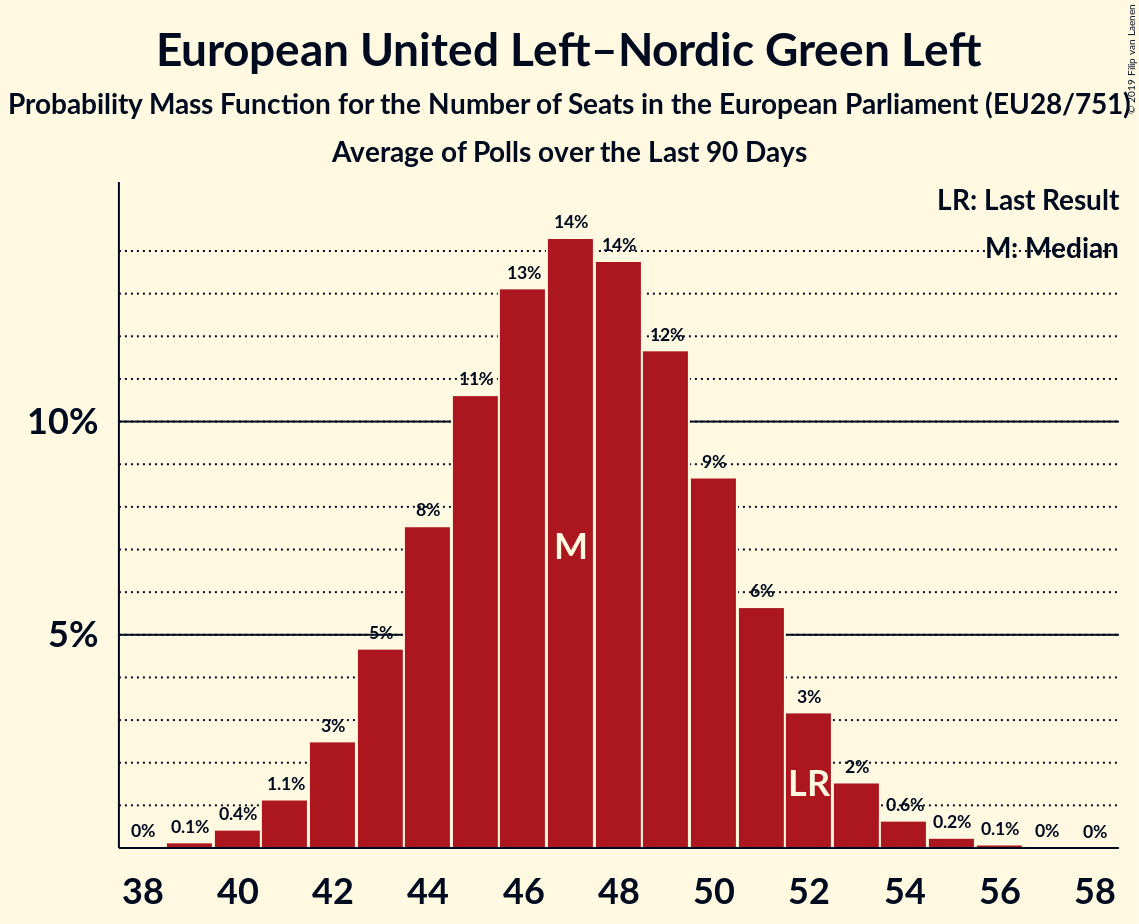 European United Left–Nordic Green Left
Probability Mass Function for the Number of Seats in the European Parliament (EU28/751)
Average of Polls over the Last 90 Days
© 2019 Filip van Laenen
LR: Last Result
M: Median
10%
5%
0%
0.1%
0.4%
1.1%
3%
5%
8%
11%
13%
14%
14%
12%
9%
6%
3%
2%
0.6%
0.2%
0.1%
0%
0%
M
LR
38 40 42 44 46 48 50 52 54 56 58